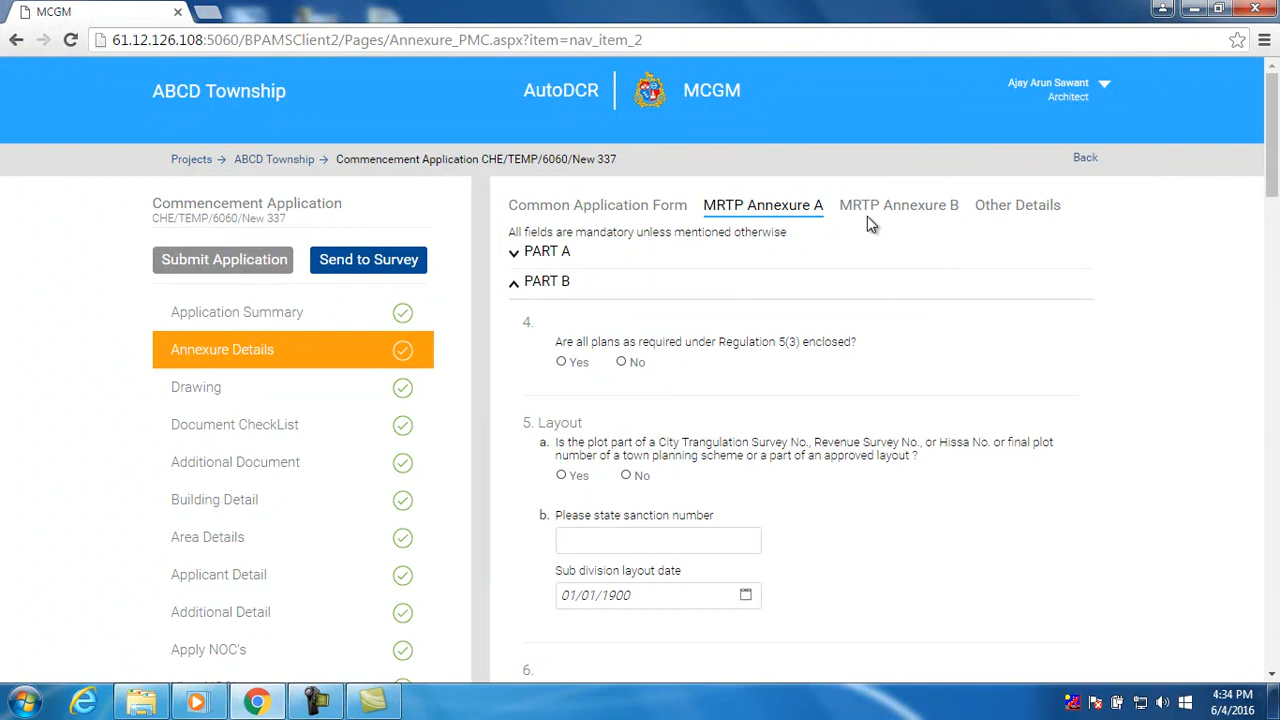 MCGM
61.12.126.108:5060/BPAMSClient2/Pages/Annexure_PMC.aspx?item=nav_item_2
ABCD Township
AutoDCR
MCGM
Ajay Arun Sawant
Architect
Projects → ABCD Township → Commencement Application CHE/TEMP/6060/New 337
Back
Commencement Application
CHE/TEMP/6060/New 337
Submit Application
Send to Survey
Application Summary
Annexure Details
Drawing
Document CheckList
Additional Document
Building Detail
Area Details
Applicant Detail
Additional Detail
Apply NOC's
Common Application Form
MRTP Annexure A
MRTP Annexure B
Other Details
All fields are mandatory unless mentioned otherwise
PART A
PART B
4.
Are all plans as required under Regulation 5(3) enclosed?
Yes No
5. Layout
a. Is the plot part of a City Trangulation Survey No., Revenue Survey No., or Hissa No. or final plot
number of a town planning scheme or a part of an approved layout ?
Yes No
b. Please state sanction number
Sub division layout date
01/01/1900
6.
4:34 PM
6/4/2016